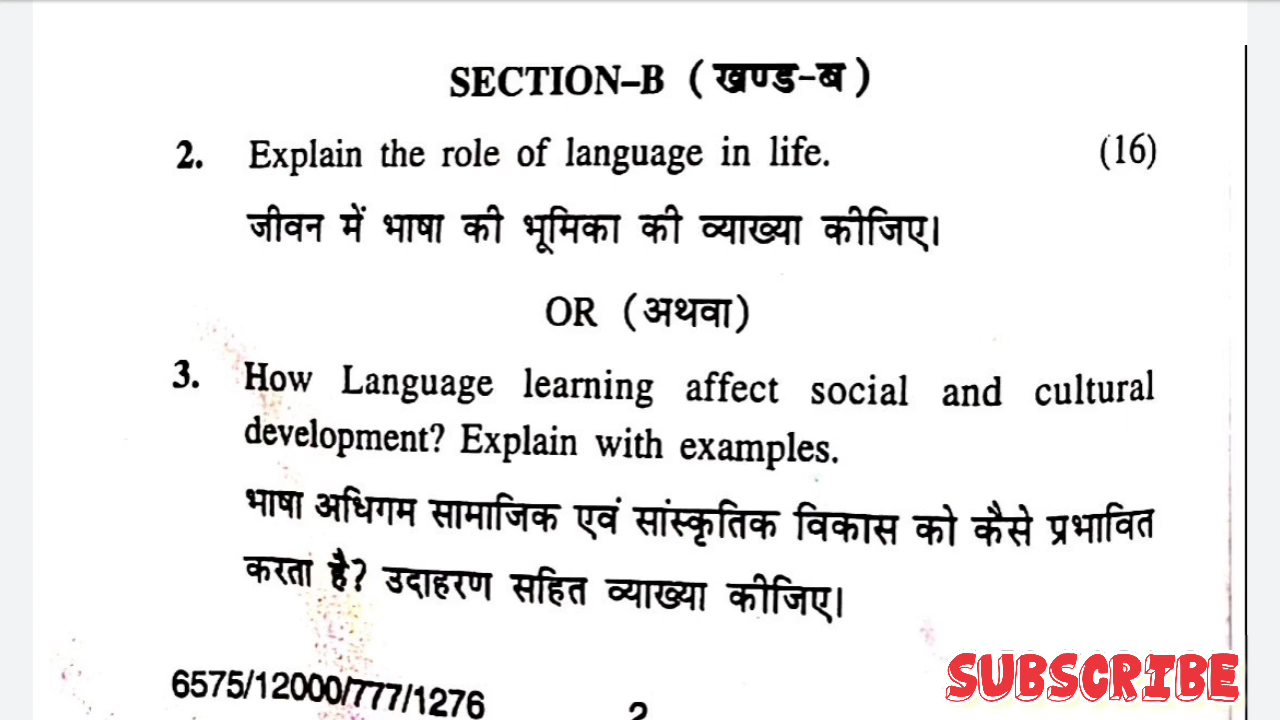 SECTION–B (खण्ड-ब)
2. Explain the role of language in life. (16)
जीवन में भाषा की भूमिका की व्याख्या कीजिए।
OR (अथवा)
3. How Language learning affect social and cultural
development? Explain with examples.
भाषा अधिगम सामाजिक एवं सांस्कृतिक विकास को कैसे प्रभावित
करता है? उदाहरण सहित व्याख्या कीजिए।
6575/12000/777/1276 2
SUBSCRIBE